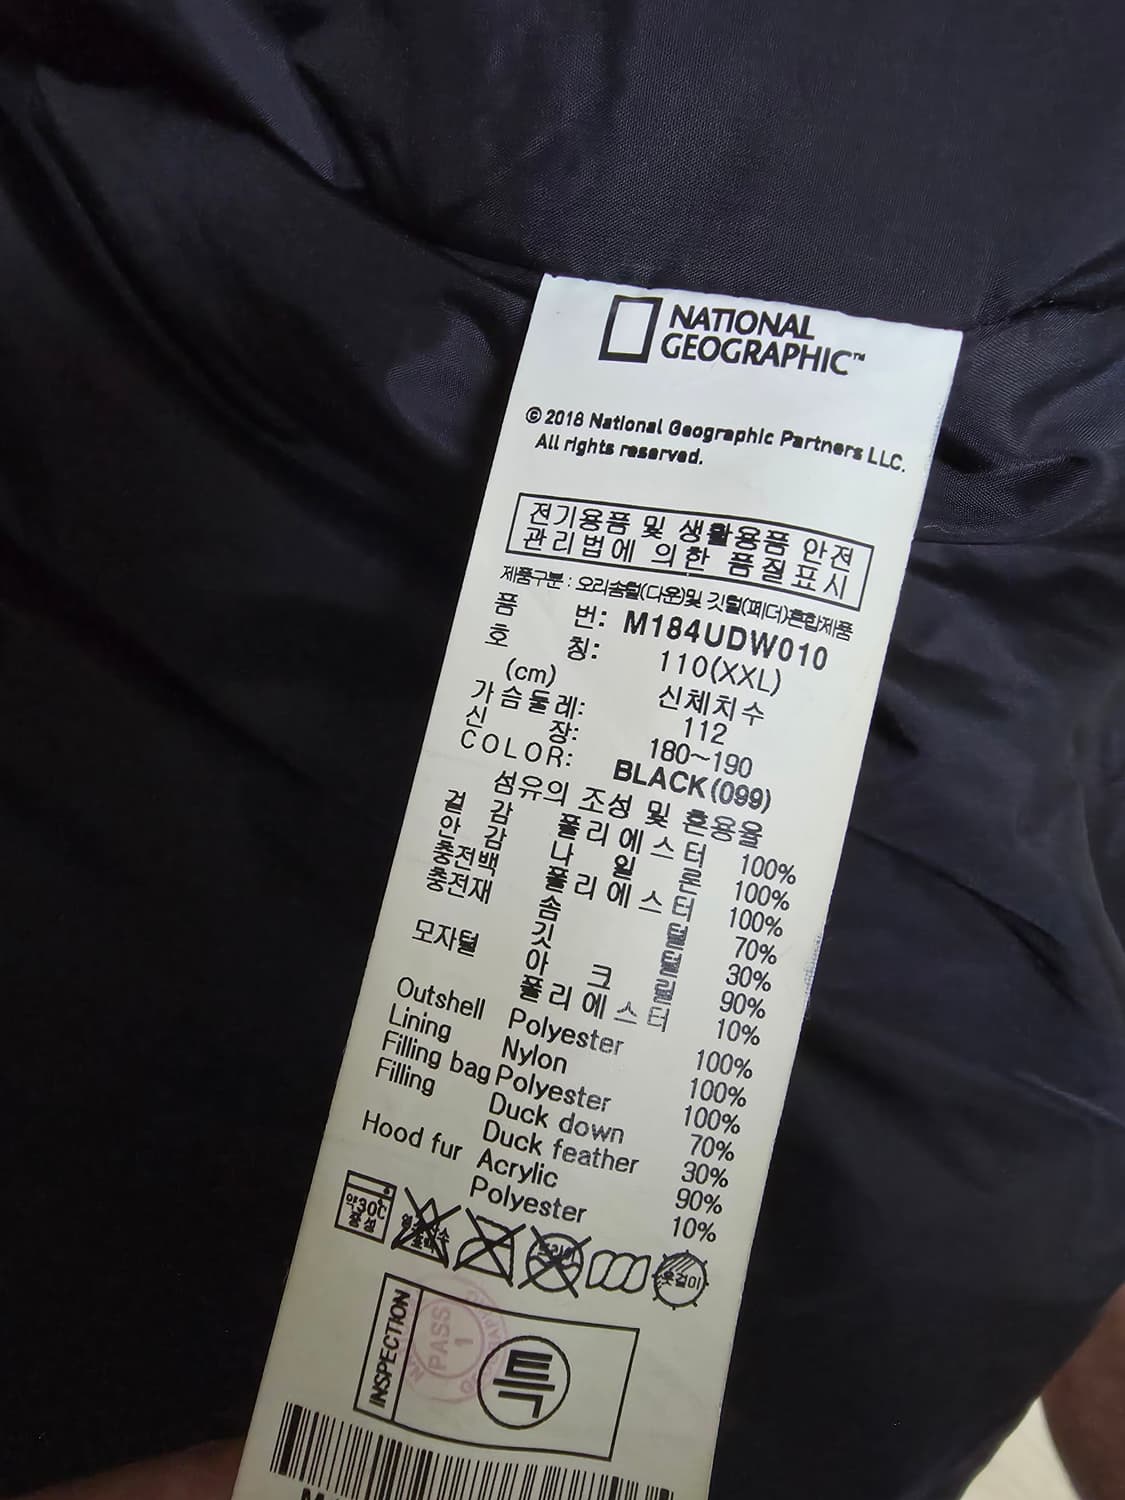 NATIONAL
GEOGRAPHIC™
© 2018 National Geographic Partners LLC.
All rights reserved.
전기용품 및 생활용품 안전
관리법에 의한 품질표시
제품구분 : 오리솜털(다운)및 깃털(페더)혼합제품
품 번: M184UDW010
호 칭: 110(XXL)
(cm) 신체치수
가슴둘레: 112
신 장: 180~190
COLOR: BLACK(099)
섬유의 조성 및 혼용율
겉 감 폴리에스터 100%
안 감 나 일 론 100%
충전백 폴리에스터 100%
충전재 솜 털 70%
깃 털 30%
모자털 아 크 릴 90%
폴리에스터 10%
Outshell Polyester 100%
Lining Nylon 100%
Filling bag Polyester 100%
Filling Duck down 70%
Duck feather 30%
Hood fur Acrylic 90%
Polyester 10%
약30℃
중성
옷걸이
INSPECTION
PASS
1
특